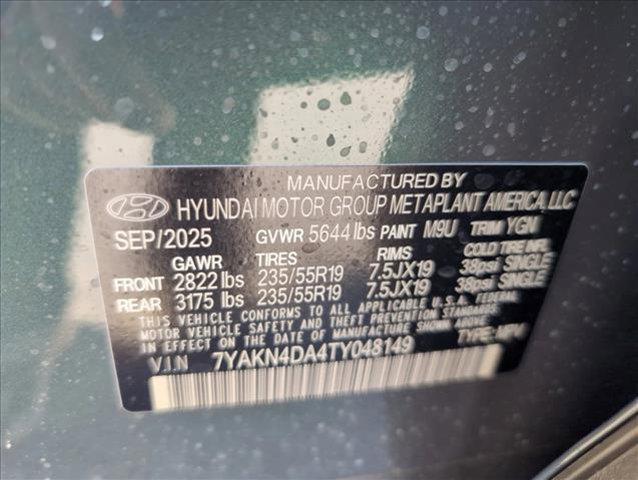 MANUFACTURED BY
HYUNDAI MOTOR GROUP METAPLANT AMERICA, LLC
SEP/2025 GVWR 5644 lbs PAINT M9U TRIM YGN
GAWR TIRES RIMS COLD TIRE INFL
FRONT 2822 lbs 235/55R19 7.5JX19 38psi SINGLE
REAR 3175 lbs 235/55R19 7.5JX19 38psi SINGLE
THIS VEHICLE CONFORMS TO ALL APPLICABLE U.S.A. FEDERAL
MOTOR VEHICLE SAFETY AND THEFT PREVENTION STANDARDS
IN EFFECT ON THE DATE OF MANUFACTURE SHOWN ABOVE.
V.I.N 7YAKN4DA4TY048149 TYPE: MPV